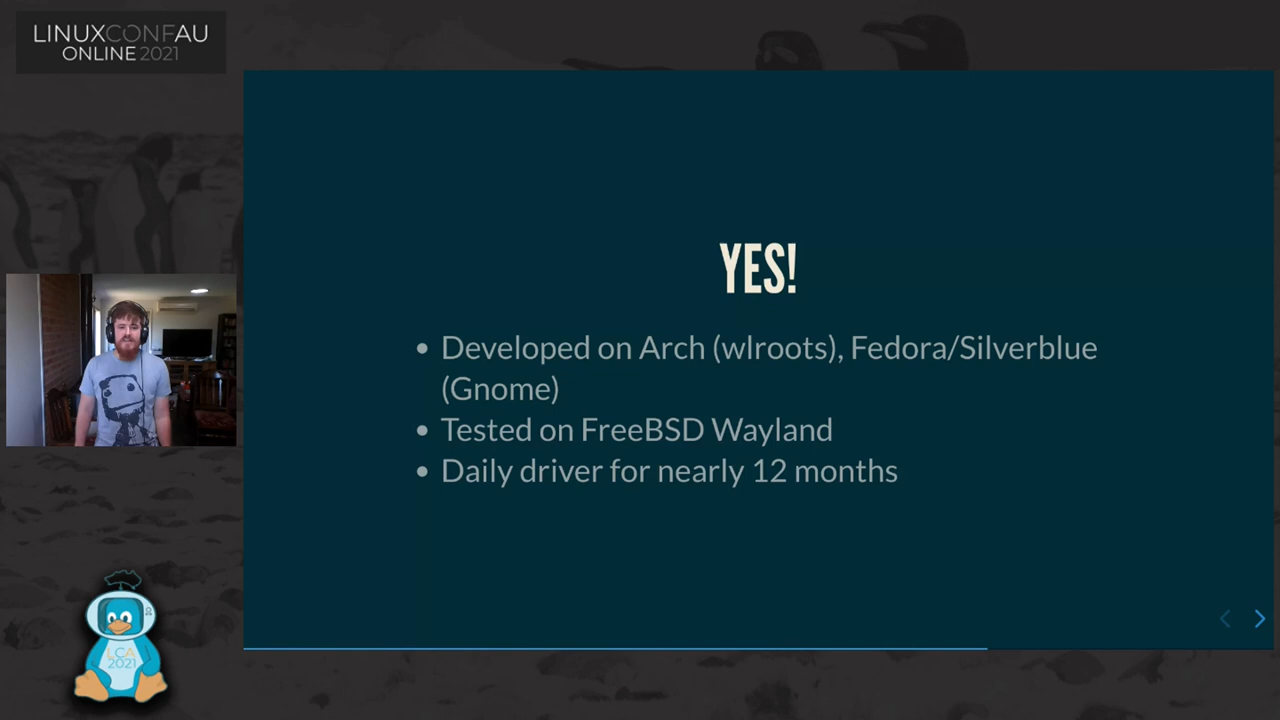 LINUXCONFAU
ONLINE 2021
YES!
Developed on Arch (wlroots), Fedora/Silverblue
(Gnome)
Tested on FreeBSD Wayland
Daily driver for nearly 12 months
LCA
2021